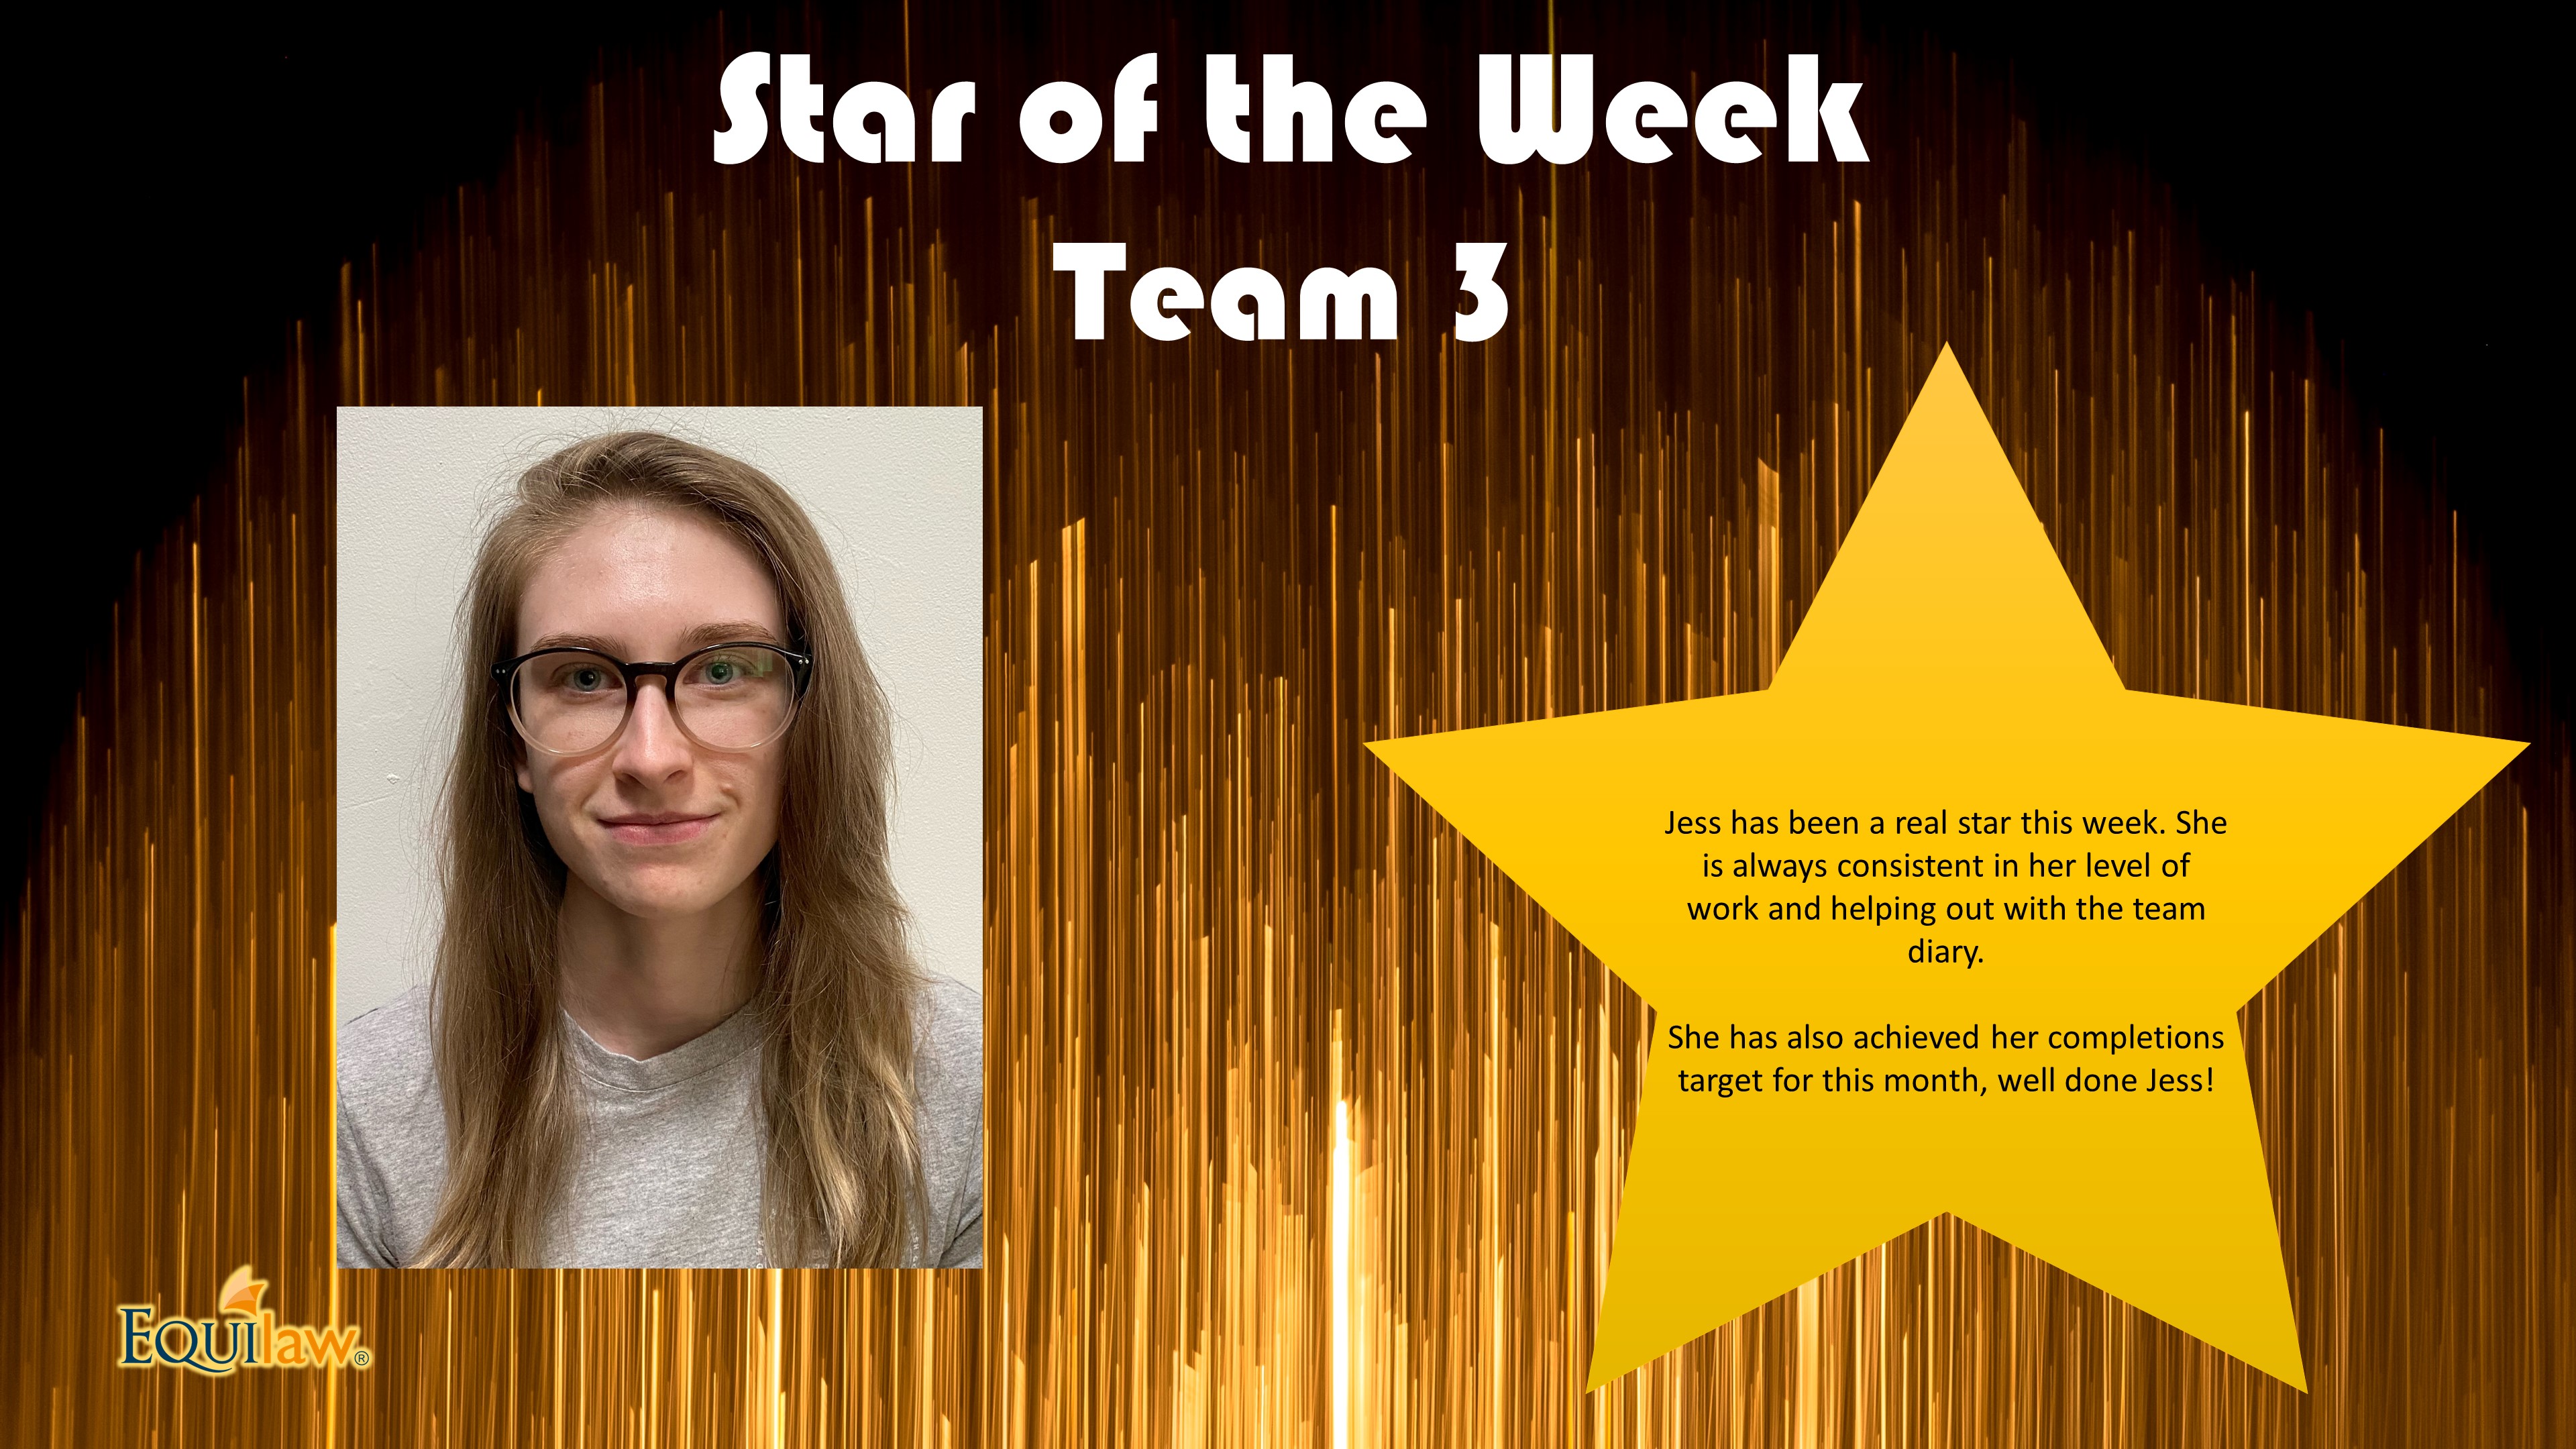 Star of the Week
Team 3
Jess has been a real star this week. She
is always consistent in her level of
work and helping out with the team
diary.
She has also achieved her completions
target for this month, well done Jess!
EQUIlaw®